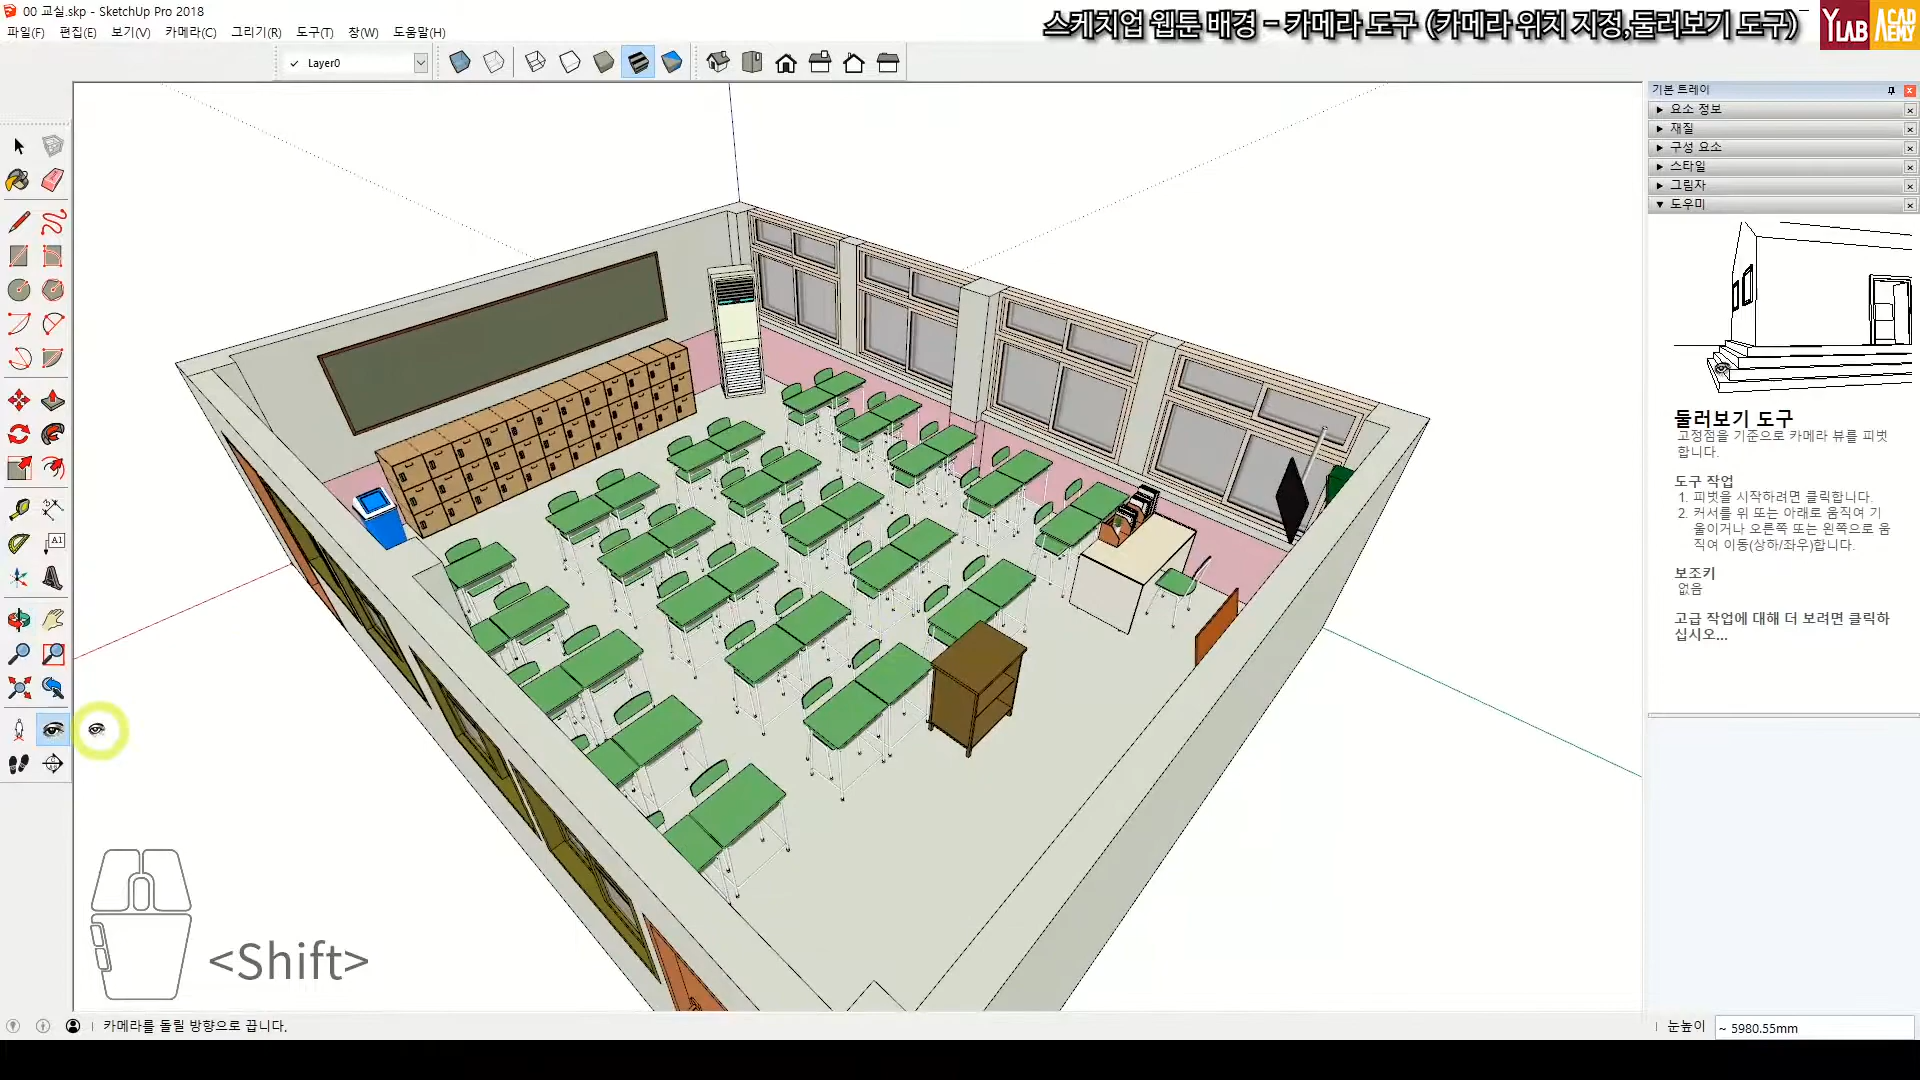 00 교실.skp - SketchUp Pro 2018
스케치업 웹툰 배경 - 카메라 도구 (카메라 위치 지정,둘러보기 도구)
YLAB ACADEMY
파일(F) 편집(E) 보기(V) 카메라(C) 그리기(R) 도구(T) 창(W) 도움말(H)
Layer0
기본 트레이
요소 정보
재질
구성 요소
스타일
그림자
도우미
둘러보기 도구
고정점을 기준으로 카메라 뷰를 피벗
합니다.
도구 작업
1. 피벗을 시작하려면 클릭합니다.
2. 커서를 위 또는 아래로 움직여 기
울이거나 오른쪽 또는 왼쪽으로 움
직여 이동(상하/좌우)합니다.
보조키
없음
고급 작업에 대해 더 보려면 클릭하
십시오...
A1
<Shift>
카메라를 돌릴 방향으로 끕니다.
눈높이 ~ 5980.55mm